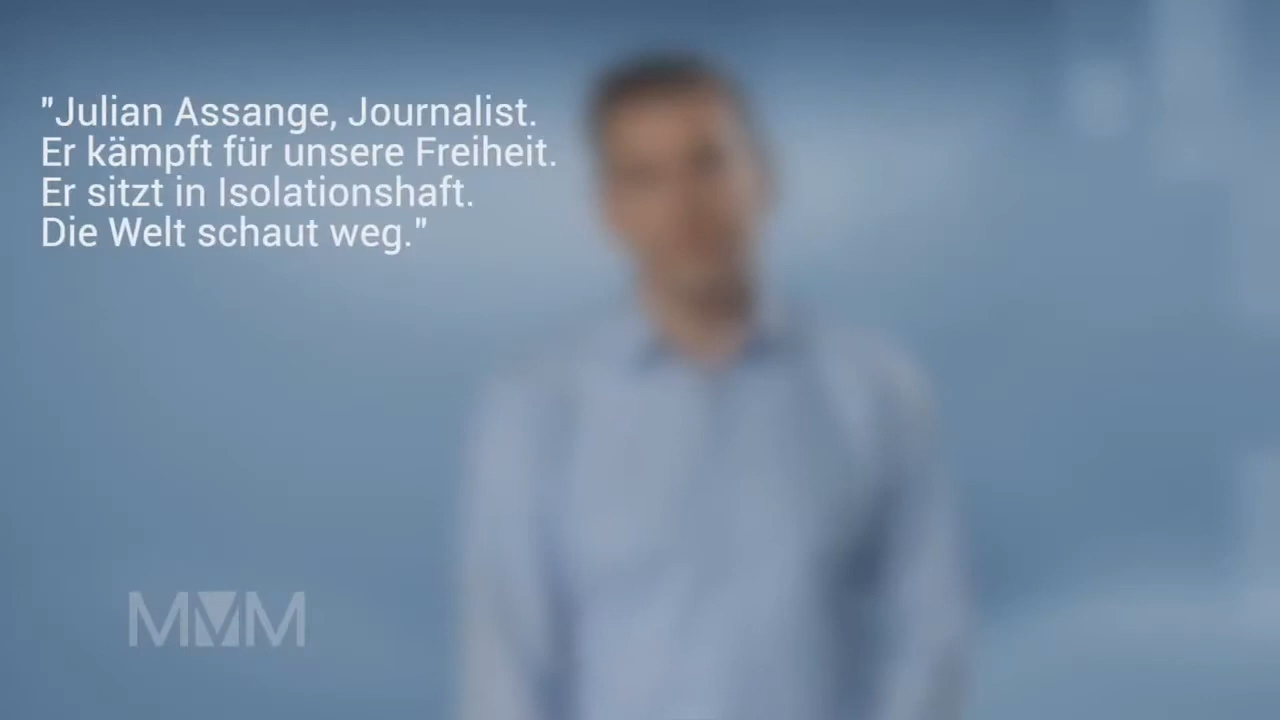 "Julian Assange, Journalist.
Er kämpft für unsere Freiheit.
Er sitzt in Isolationshaft.
Die Welt schaut weg."
MVM